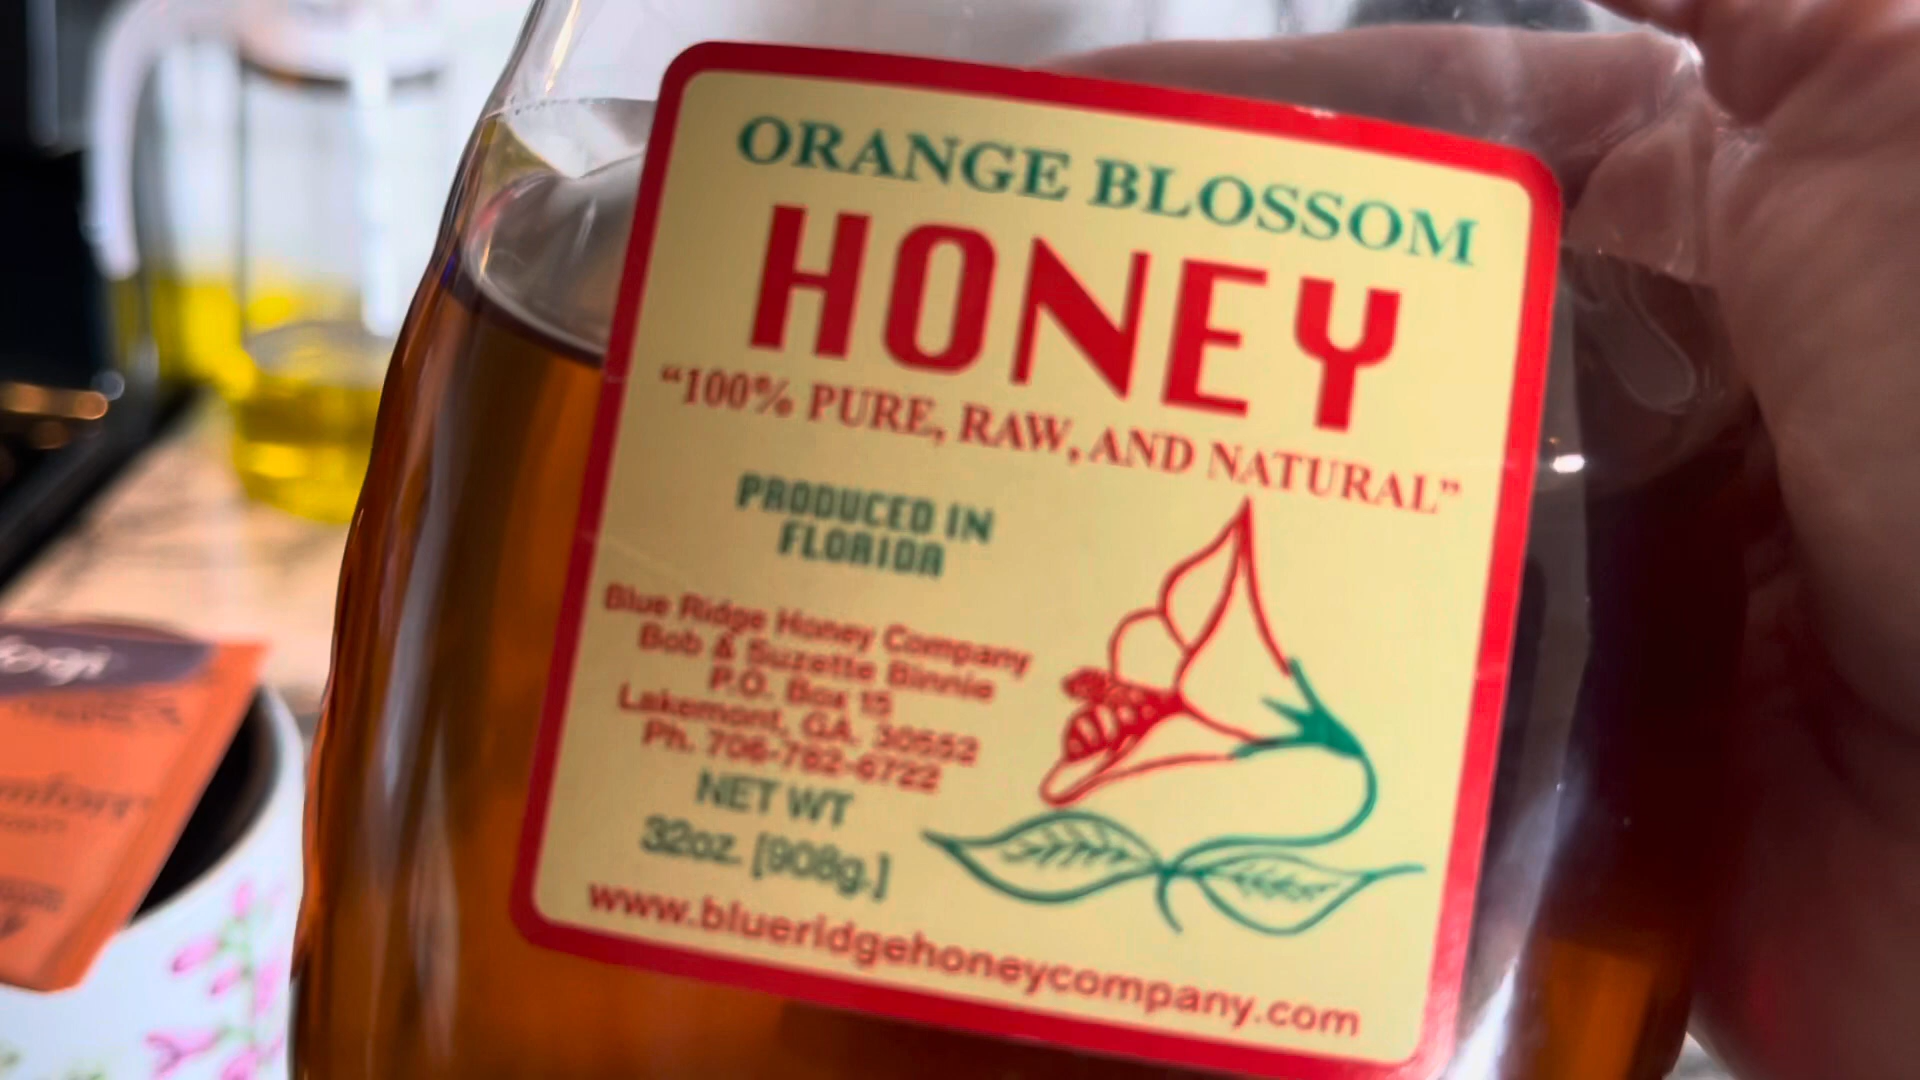 ORANGE BLOSSOM
HONEY
“100% PURE, RAW, AND NATURAL”
PRODUCED IN
FLORIDA
Blue Ridge Honey Company
Bob & Suzette Binnie
P.O. Box 15
Lakemont, GA. 30552
Ph. 706-782-6722
NET WT
32oz. [908g.]
www.blueridgehoneycompany.com
yogi